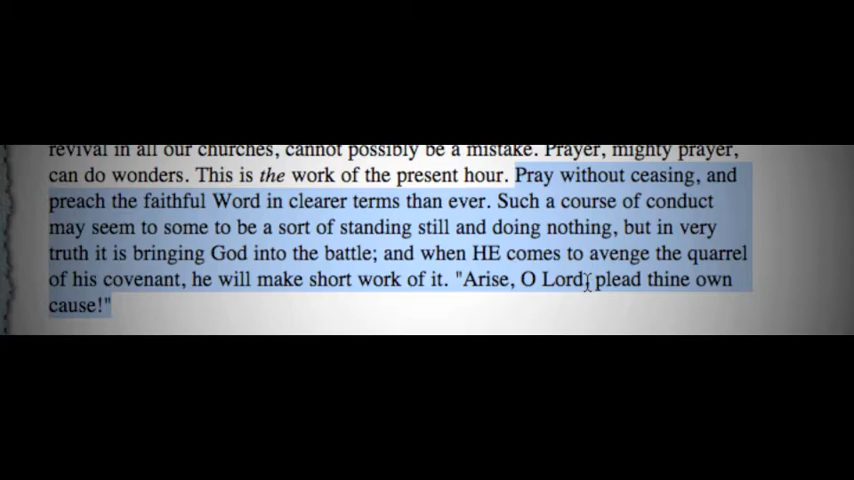 revival in all our churches, cannot possibly be a mistake. Prayer, mighty prayer,
can do wonders. This is the work of the present hour. Pray without ceasing, and
preach the faithful Word in clearer terms than ever. Such a course of conduct
may seem to some to be a sort of standing still and doing nothing, but in very
truth it is bringing God into the battle; and when HE comes to avenge the quarrel
of his covenant, he will make short work of it. "Arise, O Lord, plead thine own
cause!"